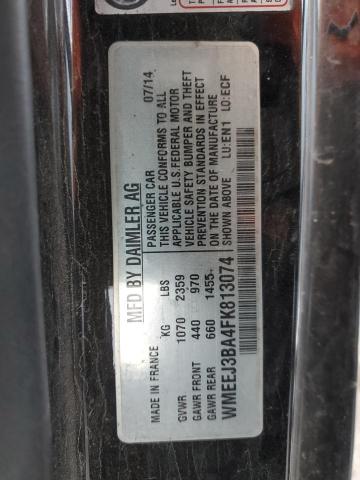 MFD BY DAIMLER AG
MADE IN FRANCE KG LBS
GVWR 1070 2359
GAWR FRONT 440 970
GAWR REAR 660 1455
WMEEJ3BA4FK813074
PASSENGER CAR 07/14
THIS VEHICLE CONFORMS TO ALL
APPLICABLE U.S. FEDERAL MOTOR
VEHICLE SAFETY BUMPER AND THEFT
PREVENTION STANDARDS IN EFFECT
ON THE DATE OF MANUFACTURE
SHOWN ABOVE LU:EN1 LO:ECF